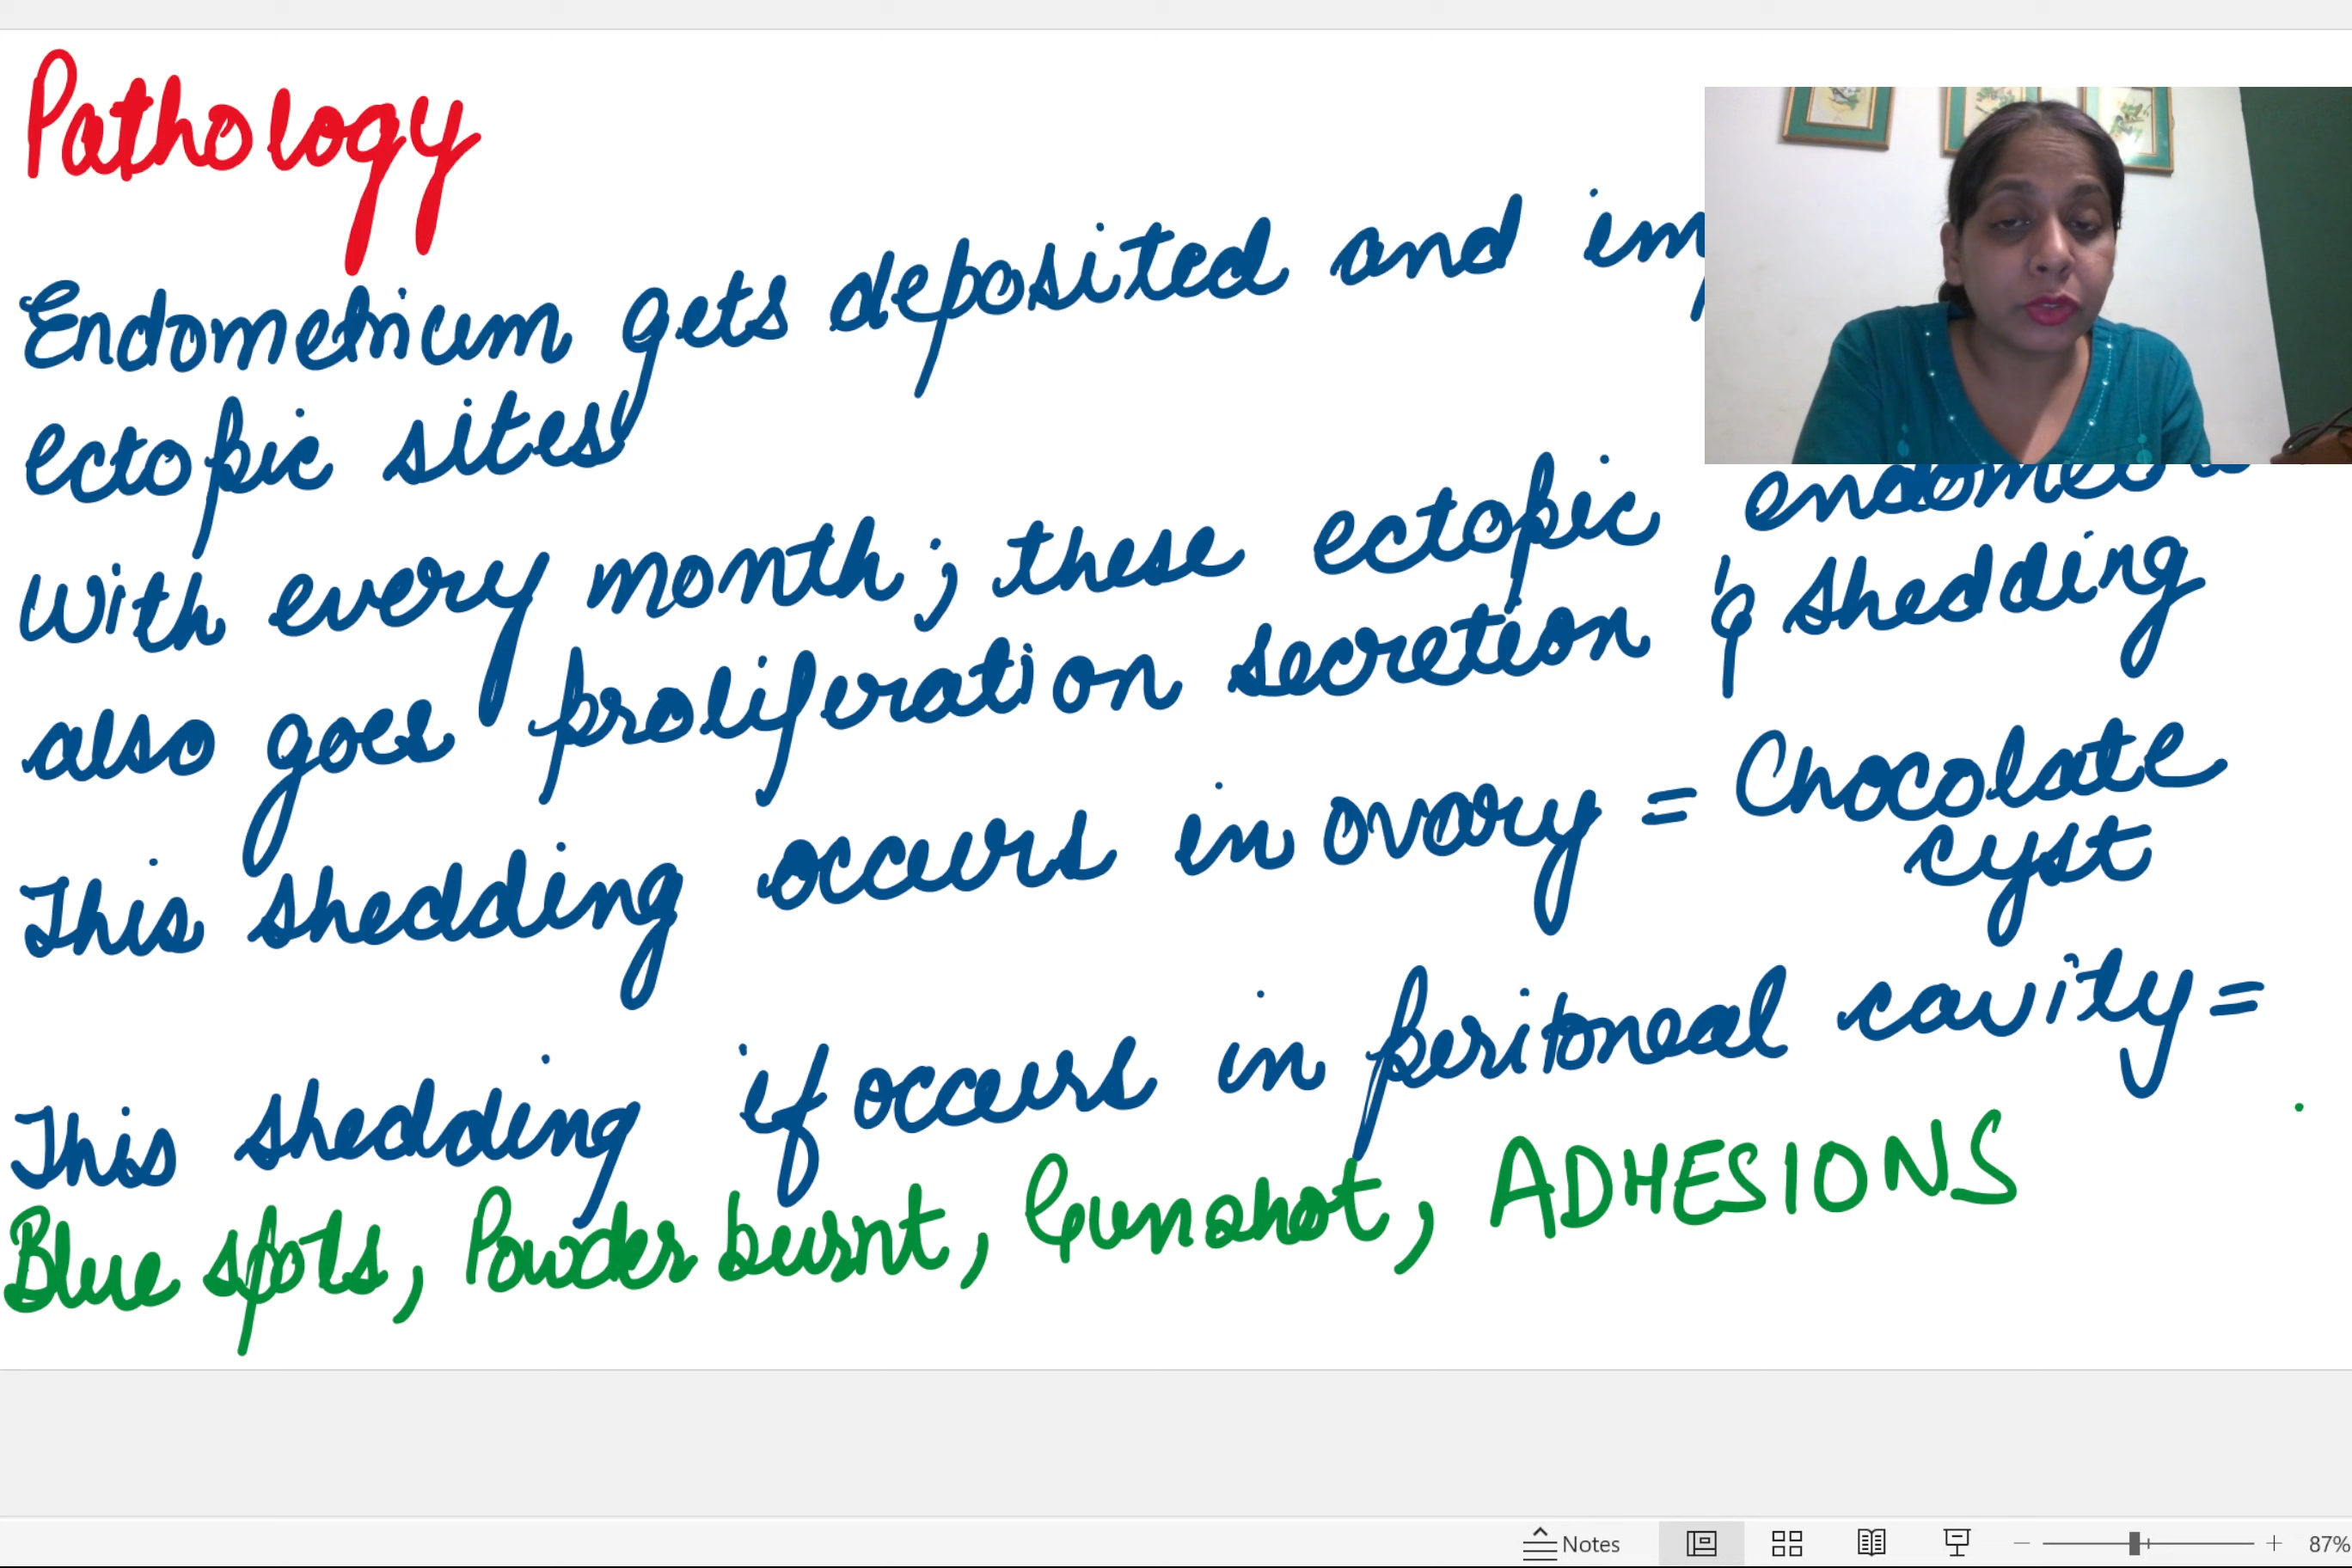 Pathology
Endometrium gets deposited and
ectopic sites
with every month; these ectopic
also goes proliferation secretion & shedding
This shedding occurs in ovary = Chocolate
cyst
This shedding if occurs in peritoneal cavity =
Blue spots, Powder burnt, Gunshot, ADHESIONS
Notes
87%